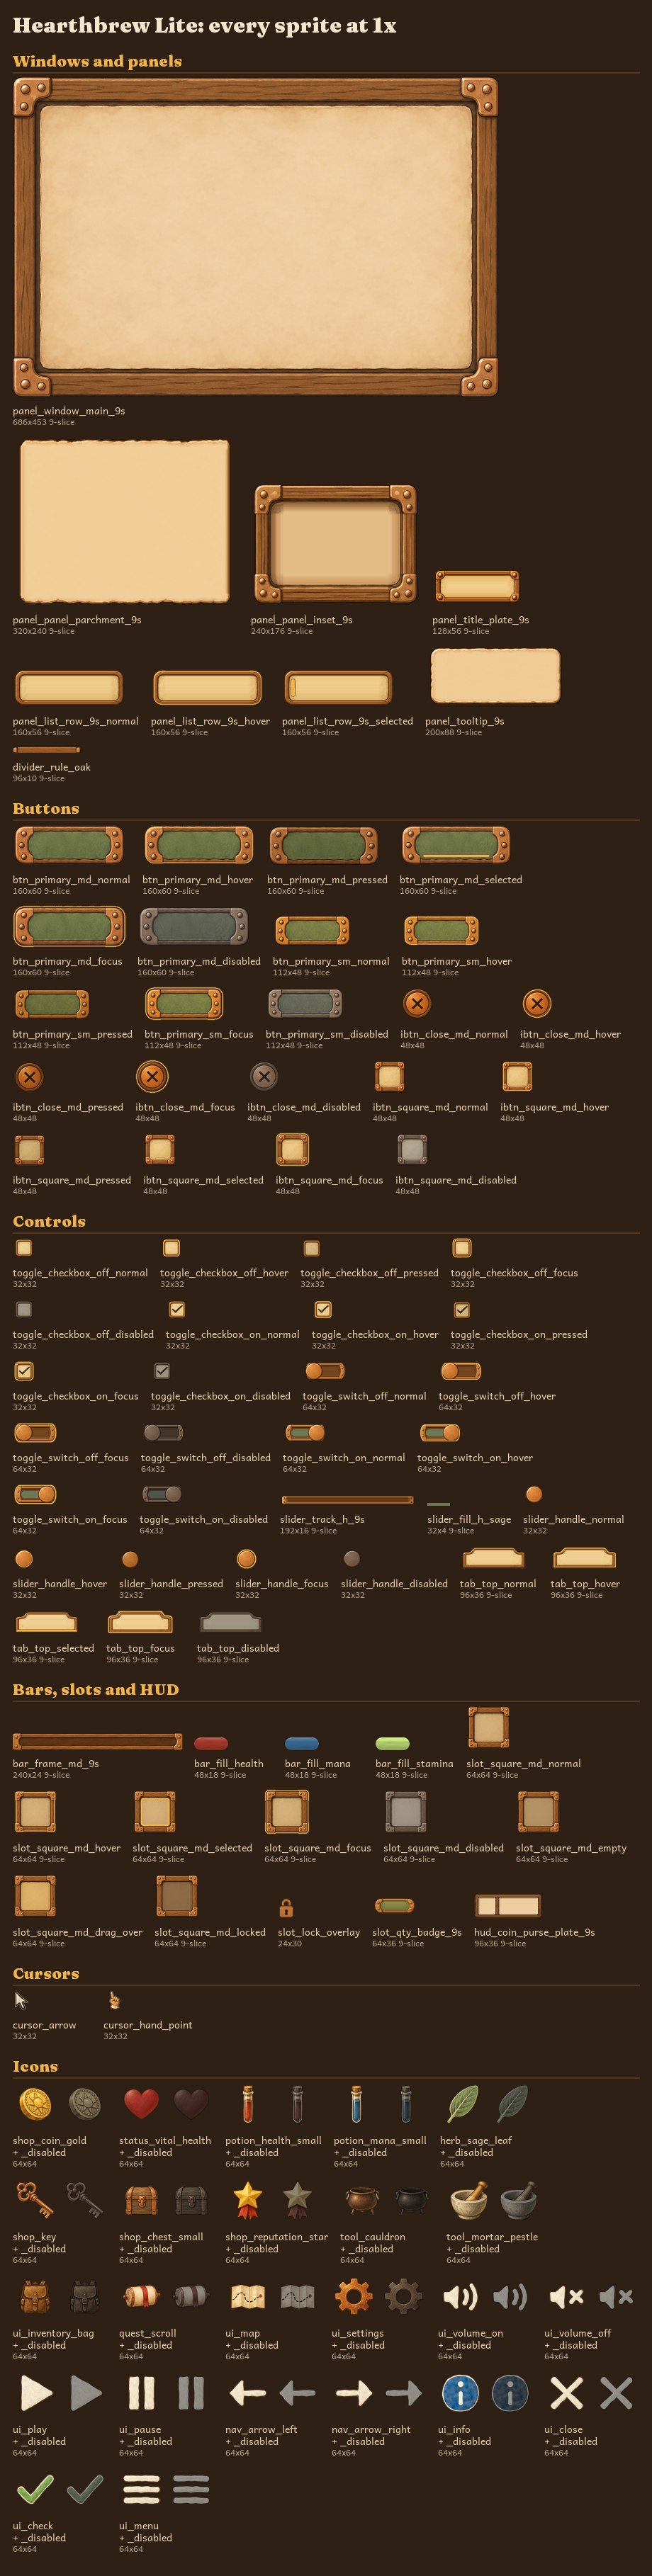 Hearthbrew Lite: every sprite at 1x
Windows and panels
panel_window_main_9s
686x453 9-slice
panel_panel_parchment_9s
320x240 9-slice
panel_panel_inset_9s
240x176 9-slice
panel_title_plate_9s
128x56 9-slice
panel_list_row_9s_normal
160x56 9-slice
panel_list_row_9s_hover
160x56 9-slice
panel_list_row_9s_selected
160x56 9-slice
panel_tooltip_9s
200x88 9-slice
divider_rule_oak
96x10 9-slice
Buttons
btn_primary_md_normal
160x60 9-slice
btn_primary_md_hover
160x60 9-slice
btn_primary_md_pressed
160x60 9-slice
btn_primary_md_selected
160x60 9-slice
btn_primary_md_focus
160x60 9-slice
btn_primary_md_disabled
160x60 9-slice
btn_primary_sm_normal
112x48 9-slice
btn_primary_sm_hover
112x48 9-slice
btn_primary_sm_pressed
112x48 9-slice
btn_primary_sm_focus
112x48 9-slice
btn_primary_sm_disabled
112x48 9-slice
ibtn_close_md_normal
48x48
ibtn_close_md_hover
48x48
ibtn_close_md_pressed
48x48
ibtn_close_md_focus
48x48
ibtn_close_md_disabled
48x48
ibtn_square_md_normal
48x48
ibtn_square_md_hover
48x48
ibtn_square_md_pressed
48x48
ibtn_square_md_selected
48x48
ibtn_square_md_focus
48x48
ibtn_square_md_disabled
48x48
Controls
toggle_checkbox_off_normal
32x32
toggle_checkbox_off_hover
32x32
toggle_checkbox_off_pressed
32x32
toggle_checkbox_off_focus
32x32
toggle_checkbox_off_disabled
32x32
toggle_checkbox_on_normal
32x32
toggle_checkbox_on_hover
32x32
toggle_checkbox_on_pressed
32x32
toggle_checkbox_on_focus
32x32
toggle_checkbox_on_disabled
32x32
toggle_switch_off_normal
64x32
toggle_switch_off_hover
64x32
toggle_switch_off_focus
64x32
toggle_switch_off_disabled
64x32
toggle_switch_on_normal
64x32
toggle_switch_on_hover
64x32
toggle_switch_on_focus
64x32
toggle_switch_on_disabled
64x32
slider_track_h_9s
192x16 9-slice
slider_fill_h_sage
32x4 9-slice
slider_handle_normal
32x32
slider_handle_hover
32x32
slider_handle_pressed
32x32
slider_handle_focus
32x32
slider_handle_disabled
32x32
tab_top_normal
96x36 9-slice
tab_top_hover
96x36 9-slice
tab_top_selected
96x36 9-slice
tab_top_focus
96x36 9-slice
tab_top_disabled
96x36 9-slice
Bars, slots and HUD
bar_frame_md_9s
240x24 9-slice
bar_fill_health
48x18 9-slice
bar_fill_mana
48x18 9-slice
bar_fill_stamina
48x18 9-slice
slot_square_md_normal
64x64 9-slice
slot_square_md_hover
64x64 9-slice
slot_square_md_selected
64x64 9-slice
slot_square_md_focus
64x64 9-slice
slot_square_md_disabled
64x64 9-slice
slot_square_md_empty
64x64 9-slice
slot_square_md_drag_over
64x64 9-slice
slot_square_md_locked
64x64 9-slice
slot_lock_overlay
24x30
slot_qty_badge_9s
64x36 9-slice
hud_coin_purse_plate_9s
96x36 9-slice
Cursors
cursor_arrow
32x32
cursor_hand_point
32x32
Icons
shop_coin_gold
+ _disabled
64x64
status_vital_health
+ _disabled
64x64
potion_health_small
+ _disabled
64x64
potion_mana_small
+ _disabled
64x64
herb_sage_leaf
+ _disabled
64x64
shop_key
+ _disabled
64x64
shop_chest_small
+ _disabled
64x64
shop_reputation_star
+ _disabled
64x64
tool_cauldron
+ _disabled
64x64
tool_mortar_pestle
+ _disabled
64x64
ui_inventory_bag
+ _disabled
64x64
quest_scroll
+ _disabled
64x64
ui_map
+ _disabled
64x64
ui_settings
+ _disabled
64x64
ui_volume_on
+ _disabled
64x64
ui_volume_off
+ _disabled
64x64
ui_play
+ _disabled
64x64
ui_pause
+ _disabled
64x64
nav_arrow_left
+ _disabled
64x64
nav_arrow_right
+ _disabled
64x64
ui_info
+ _disabled
64x64
ui_close
+ _disabled
64x64
ui_check
+ _disabled
64x64
ui_menu
+ _disabled
64x64